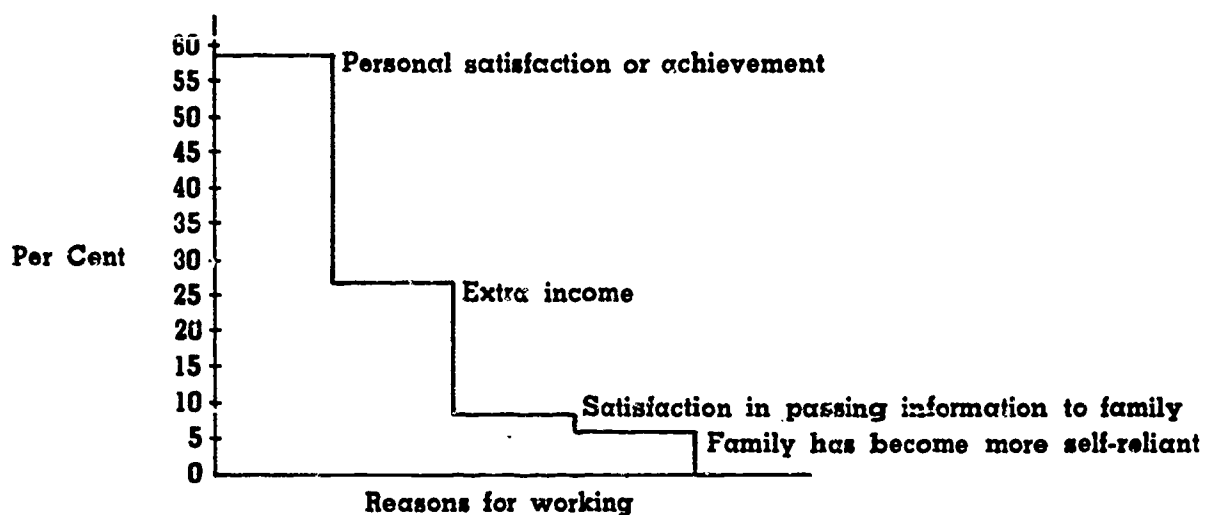 60
Personal satisfaction or achievement
55
50
45
40
35
Per Cent
30
Extra income
25
20
15
10
Satisfaction in passing information to family
5
Family has become more self-reliant
0
Reasons for working